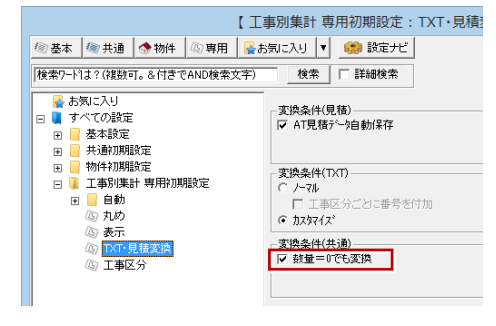 【 工事別集計 専用初期設定：TXT・見積
基本 共通 物件 専用 お気に入り ▼ 設定ナビ
検索ワードは？(複数可。＆付きでAND検索文字) 検索 詳細検索
お気に入り
すべての設定
基本設定
共通初期設定
物件初期設定
工事別集計 専用初期設定
自動
丸め
表示
TXT・見積変換
工事区分
変換条件(見積)
AT見積データ自動保存
変換条件(TXT)
ノーマル
工事区分ごとに番号を付加
カスタマイズ
変換条件(共通)
数量＝0でも変換